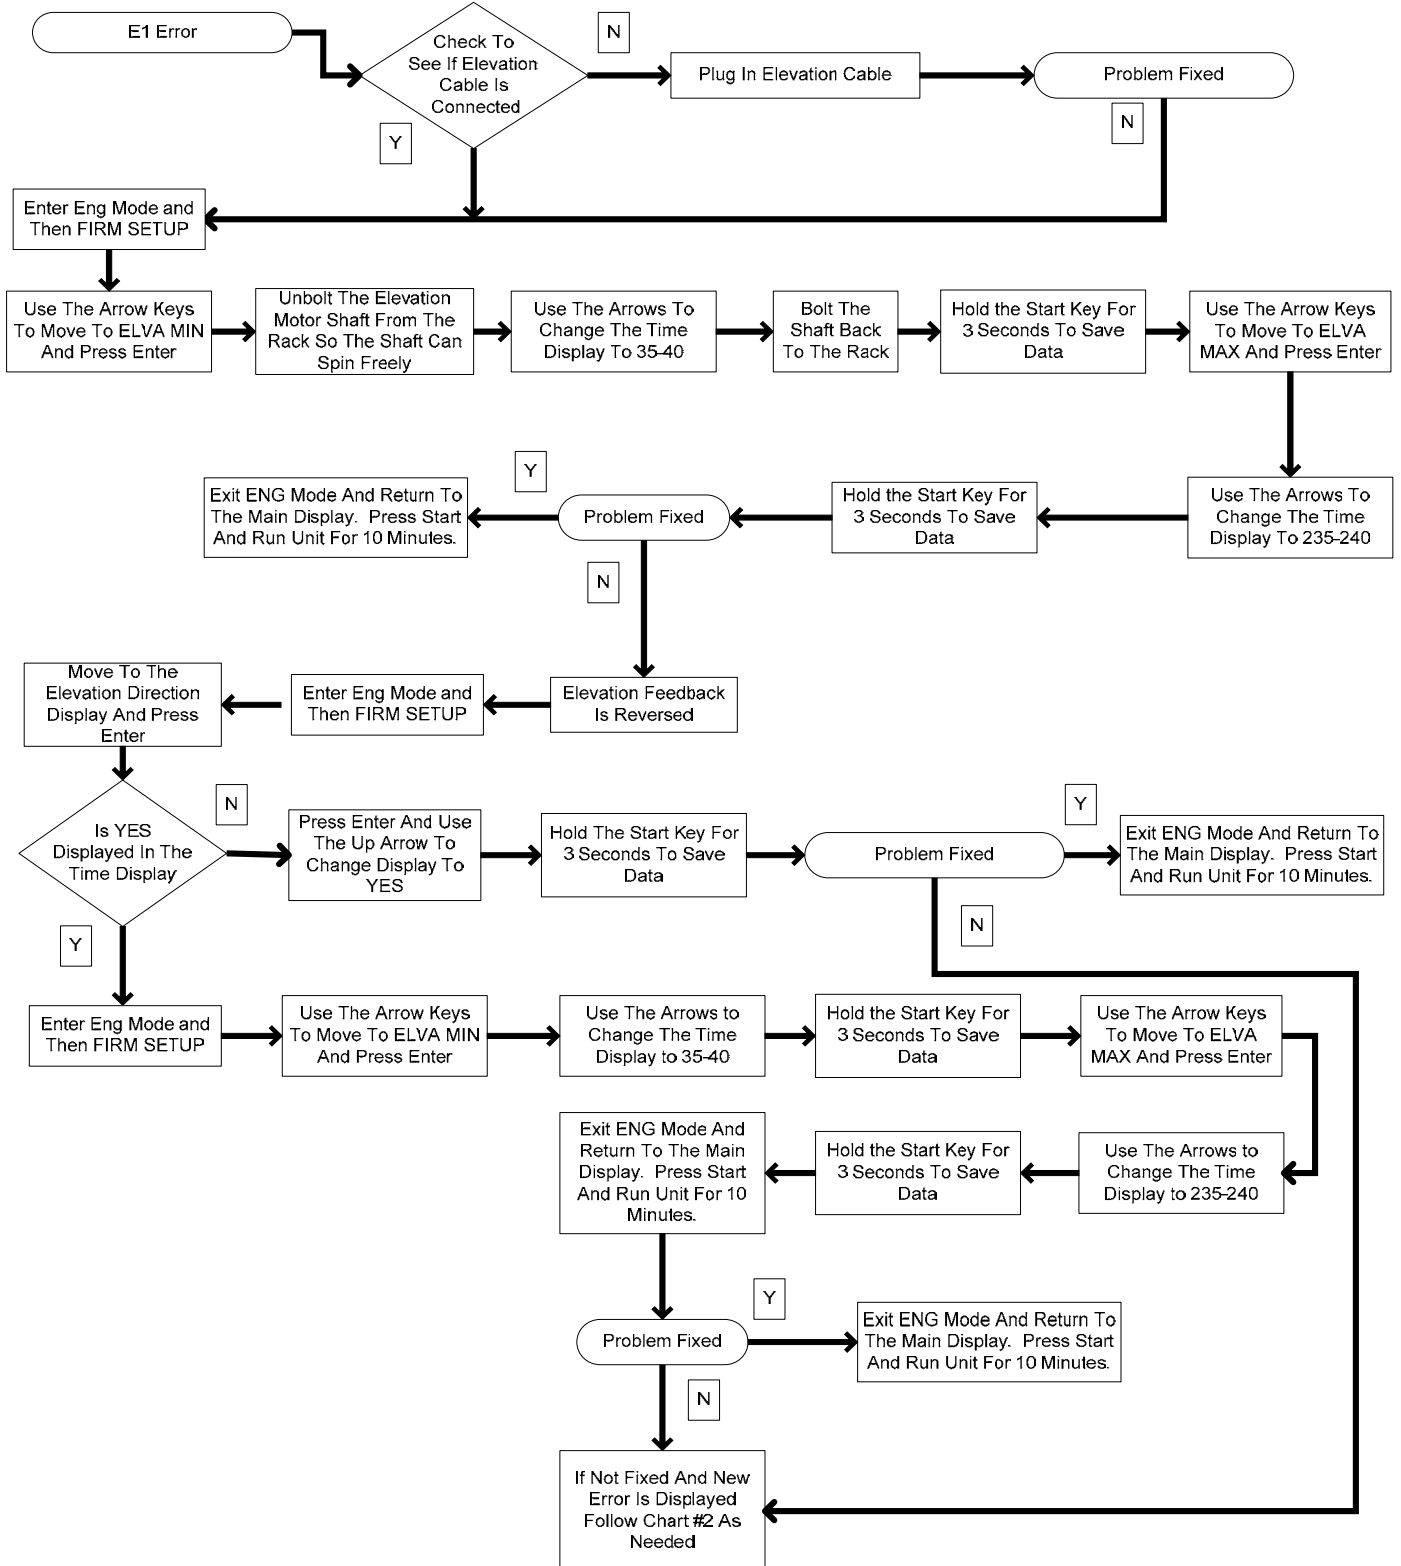 E1 Error
Check To
See If Elevation
Cable Is
Connected
N
Plug In Elevation Cable
Problem Fixed
N
Y
Enter Eng Mode and
Then FIRM SETUP
Use The Arrow Keys
To Move To ELVA MIN
And Press Enter
Unbolt The Elevation
Motor Shaft From The
Rack So The Shaft Can
Spin Freely
Use The Arrows To
Change The Time
Display To 35-40
Bolt The
Shaft Back
To The Rack
Hold the Start Key For
3 Seconds To Save
Data
Use The Arrow Keys
To Move To ELVA
MAX And Press Enter
Use The Arrows To
Change The Time
Display To 235-240
Hold the Start Key For
3 Seconds To Save
Data
Problem Fixed
Y
Exit ENG Mode And Return To
The Main Display.  Press Start
And Run Unit For 10 Minutes.
N
Elevation Feedback
Is Reversed
Enter Eng Mode and
Then FIRM SETUP
Move To The
Elevation Direction
Display And Press
Enter
Is YES
Displayed In The
Time Display
N
Press Enter And Use
The Up Arrow To
Change Display To
YES
Hold The Start Key For
3 Seconds To Save
Data
Problem Fixed
Y
Exit ENG Mode And Return To
The Main Display.  Press Start
And Run Unit For 10 Minutes.
N
Y
Enter Eng Mode and
Then FIRM SETUP
Use The Arrow Keys
To Move To ELVA MIN
And Press Enter
Use The Arrows to
Change The Time
Display to 35-40
Hold the Start Key For
3 Seconds To Save
Data
Use The Arrow Keys
To Move To ELVA
MAX And Press Enter
Use The Arrows to
Change The Time
Display to 235-240
Hold the Start Key For
3 Seconds To Save
Data
Exit ENG Mode And
Return To The Main
Display.  Press Start
And Run Unit For 10
Minutes.
Problem Fixed
Y
Exit ENG Mode And Return To
The Main Display.  Press Start
And Run Unit For 10 Minutes.
N
If Not Fixed And New
Error Is Displayed
Follow Chart #2 As
Needed